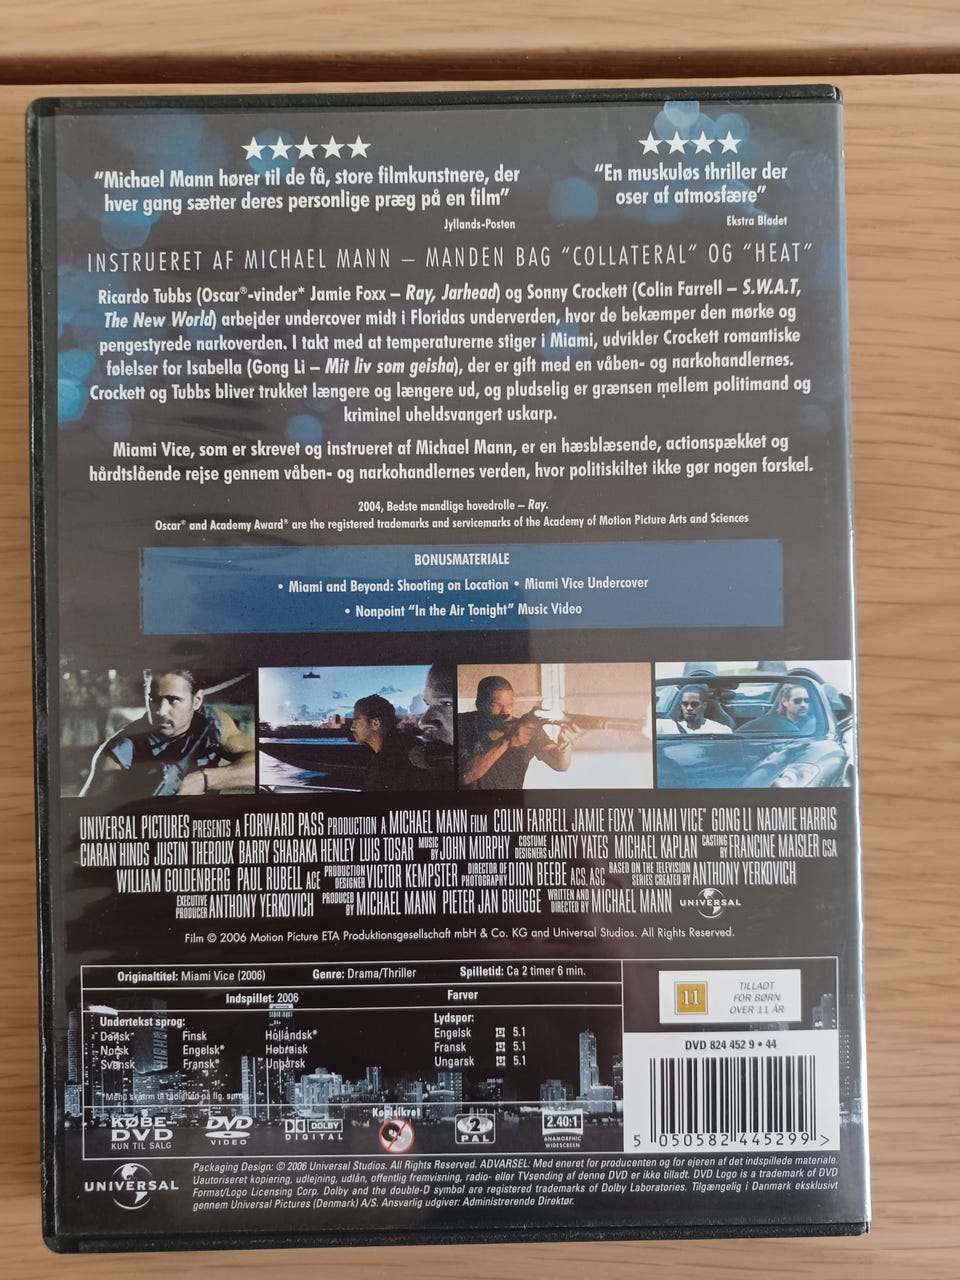 ★★★★★
"Michael Mann hører til de få, store filmkunstnere, der
hver gang sætter deres personlige præg på en film"
Jyllands-Posten
★★★★
"En muskuløs thriller der
oser af atmosfære"
Ekstra Bladet
INSTRUERET AF MICHAEL MANN – MANDEN BAG "COLLATERAL" OG "HEAT"
Ricardo Tubbs (Oscar®-vinder* Jamie Foxx – Ray, Jarhead) og Sonny Crockett (Colin Farrell – S.W.A.T,
The New World) arbejder undercover midt i Floridas underverden, hvor de bekæmper den mørke og
pengestyrede narkoverden. I takt med at temperaturerne stiger i Miami, udvikler Crockett romantiske
følelser for Isabella (Gong Li – Mit liv som geisha), der er gift med en våben- og narkohandlernes.
Crockett og Tubbs bliver trukket længere og længere ud, og pludselig er grænsen mellem politimand og
kriminel uheldsvangert uskarp.
Miami Vice, som er skrevet og instrueret af Michael Mann, er en hæsblæsende, actionspækket og
hårdtslående rejse gennem våben- og narkohandlernes verden, hvor politiskiltet ikke gør nogen forskel.
2004, Bedste mandlige hovedrolle – Ray.
Oscar® and Academy Award® are the registered trademarks and servicemarks of the Academy of Motion Picture Arts and Sciences
BONUSMATERIALE
• Miami and Beyond: Shooting on Location • Miami Vice Undercover
• Nonpoint "In the Air Tonight" Music Video
UNIVERSAL PICTURES PRESENTS A FORWARD PASS PRODUCTION A MICHAEL MANN FILM COLIN FARRELL JAMIE FOXX "MIAMI VICE" GONG LI NAOMIE HARRIS
CIARAN HINDS JUSTIN THEROUX BARRY SHABAKA HENLEY LUIS TOSAR MUSIC BY JOHN MURPHY COSTUME DESIGNERS JANTY YATES MICHAEL KAPLAN CASTING BY FRANCINE MAISLER CSA
WILLIAM GOLDENBERG PAUL RUBELL ACE PRODUCTION DESIGNER VICTOR KEMPSTER DIRECTOR OF PHOTOGRAPHY DION BEEBE ACS, ASC BASED ON THE TELEVISION SERIES CREATED BY ANTHONY YERKOVICH
EXECUTIVE PRODUCER ANTHONY YERKOVICH PRODUCED BY MICHAEL MANN PIETER JAN BRUGGE WRITTEN AND DIRECTED BY MICHAEL MANN UNIVERSAL
Film © 2006 Motion Picture ETA Produktionsgesellschaft mbH & Co. KG and Universal Studios. All Rights Reserved.
Originaltitel: Miami Vice (2006) Genre: Drama/Thriller Spilletid: Ca 2 timer 6 min.
Indspillet: 2006 Farver
Undertekst sprog:
Dansk Finsk Hollandsk*
Norsk Engelsk* Hebraisk
Svensk Fransk* Ungarsk
*Menu skærm til rådighed på flg. sprog
Lydspor:
Engelsk 5.1
Fransk 5.1
Ungarsk 5.1
11
TILLADT
FOR BØRN
OVER 11 ÅR
DVD 824 452 9 • 44
5 050582 445299 >
KØBE-
DVD
KUN TIL SALG
DVD
VIDEO
DOLBY
DIGITAL
Kopisikret
2
PAL
2.40:1
ANAMORPHIC
WIDESCREEN
UNIVERSAL
Packaging Design: © 2006 Universal Studios. All Rights Reserved. ADVARSEL: Med eneret for producenten og for ejeren af det indspillede materiale.
Uautoriseret kopiering, udlejning, udlån, offentlig fremvisning, radio- eller TVsending af denne DVD er ikke tilladt. DVD Logo is a trademark of DVD
Format/Logo Licensing Corp. Dolby and the double-D symbol are registered trademarks of Dolby Laboratories. Tilgængelig i Danmark eksklusivt
gennem Universal Pictures (Denmark) A/S. Ansvarlig udgiver: Administrerende Direktør.